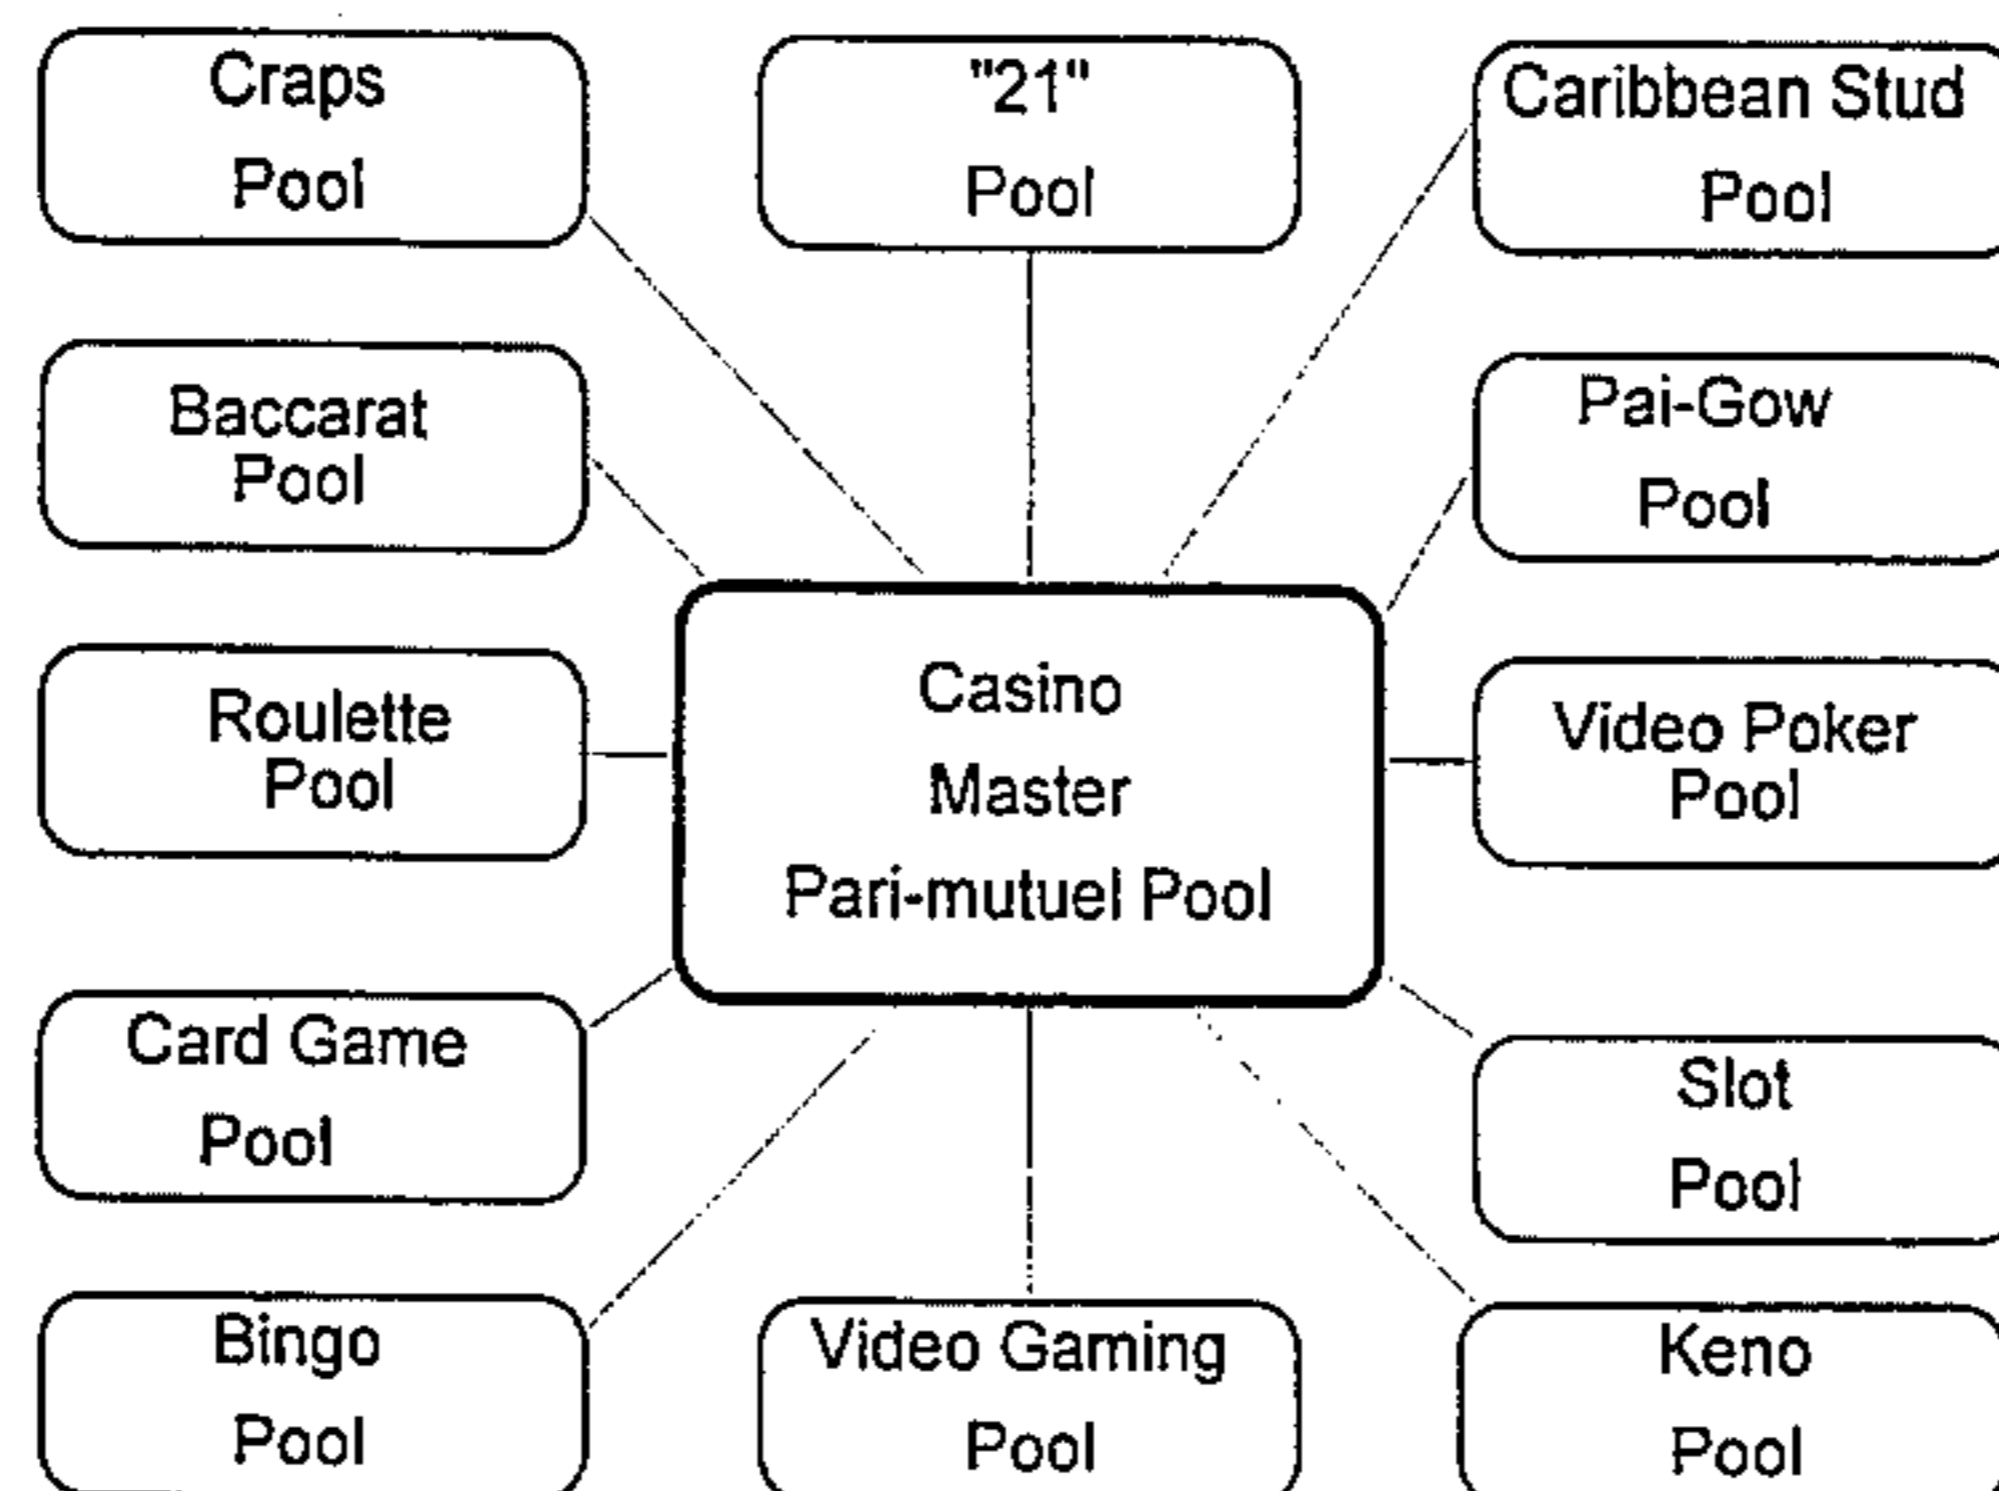 Craps
Pool
"21"
Pool
Caribbean Stud
Pool
Baccarat
Pool
Pai-Gow
Pool
Roulette
Pool
Casino
Master
Pari-mutuel Pool
Video Poker
Pool
Card Game
Pool
Slot
Pool
Bingo
Pool
Video Gaming
Pool
Keno
Pool